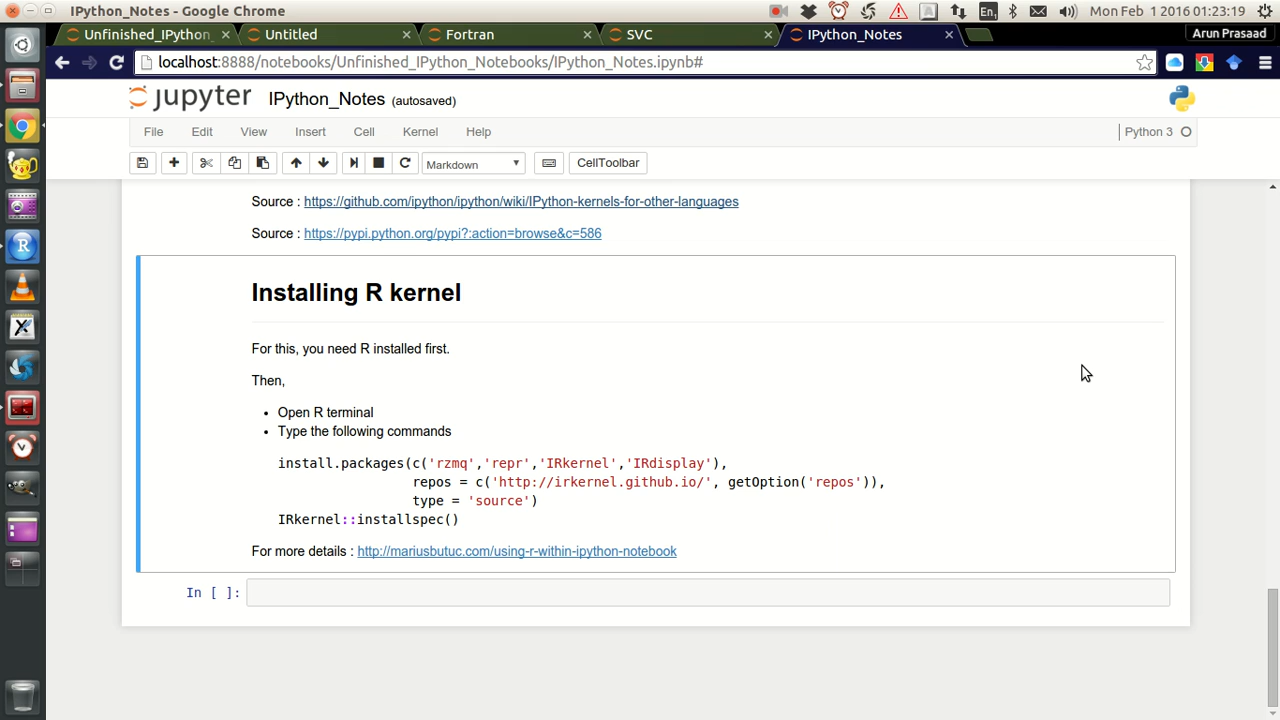 IPython_Notes - Google Chrome
En
Mon Feb 1 2016 01:23:19
Unfinished_IPython_
Untitled
Fortran
SVC
IPython_Notes
Arun Prasaad
localhost:8888/notebooks/Unfinished_IPython_Notebooks/IPython_Notes.ipynb#
jupyter IPython_Notes (autosaved)
File Edit View Insert Cell Kernel Help
Python 3
Markdown
CellToolbar
Source : https://github.com/ipython/ipython/wiki/IPython-kernels-for-other-languages
Source : https://pypi.python.org/pypi?:action=browse&c=586
Installing R kernel
For this, you need R installed first.
Then,
• Open R terminal
• Type the following commands
install.packages(c('rzmq','repr','IRkernel','IRdisplay'),
repos = c('http://irkernel.github.io/', getOption('repos')),
type = 'source')
IRkernel::installspec()
For more details : http://mariusbutuc.com/using-r-within-ipython-notebook
In [ ]: